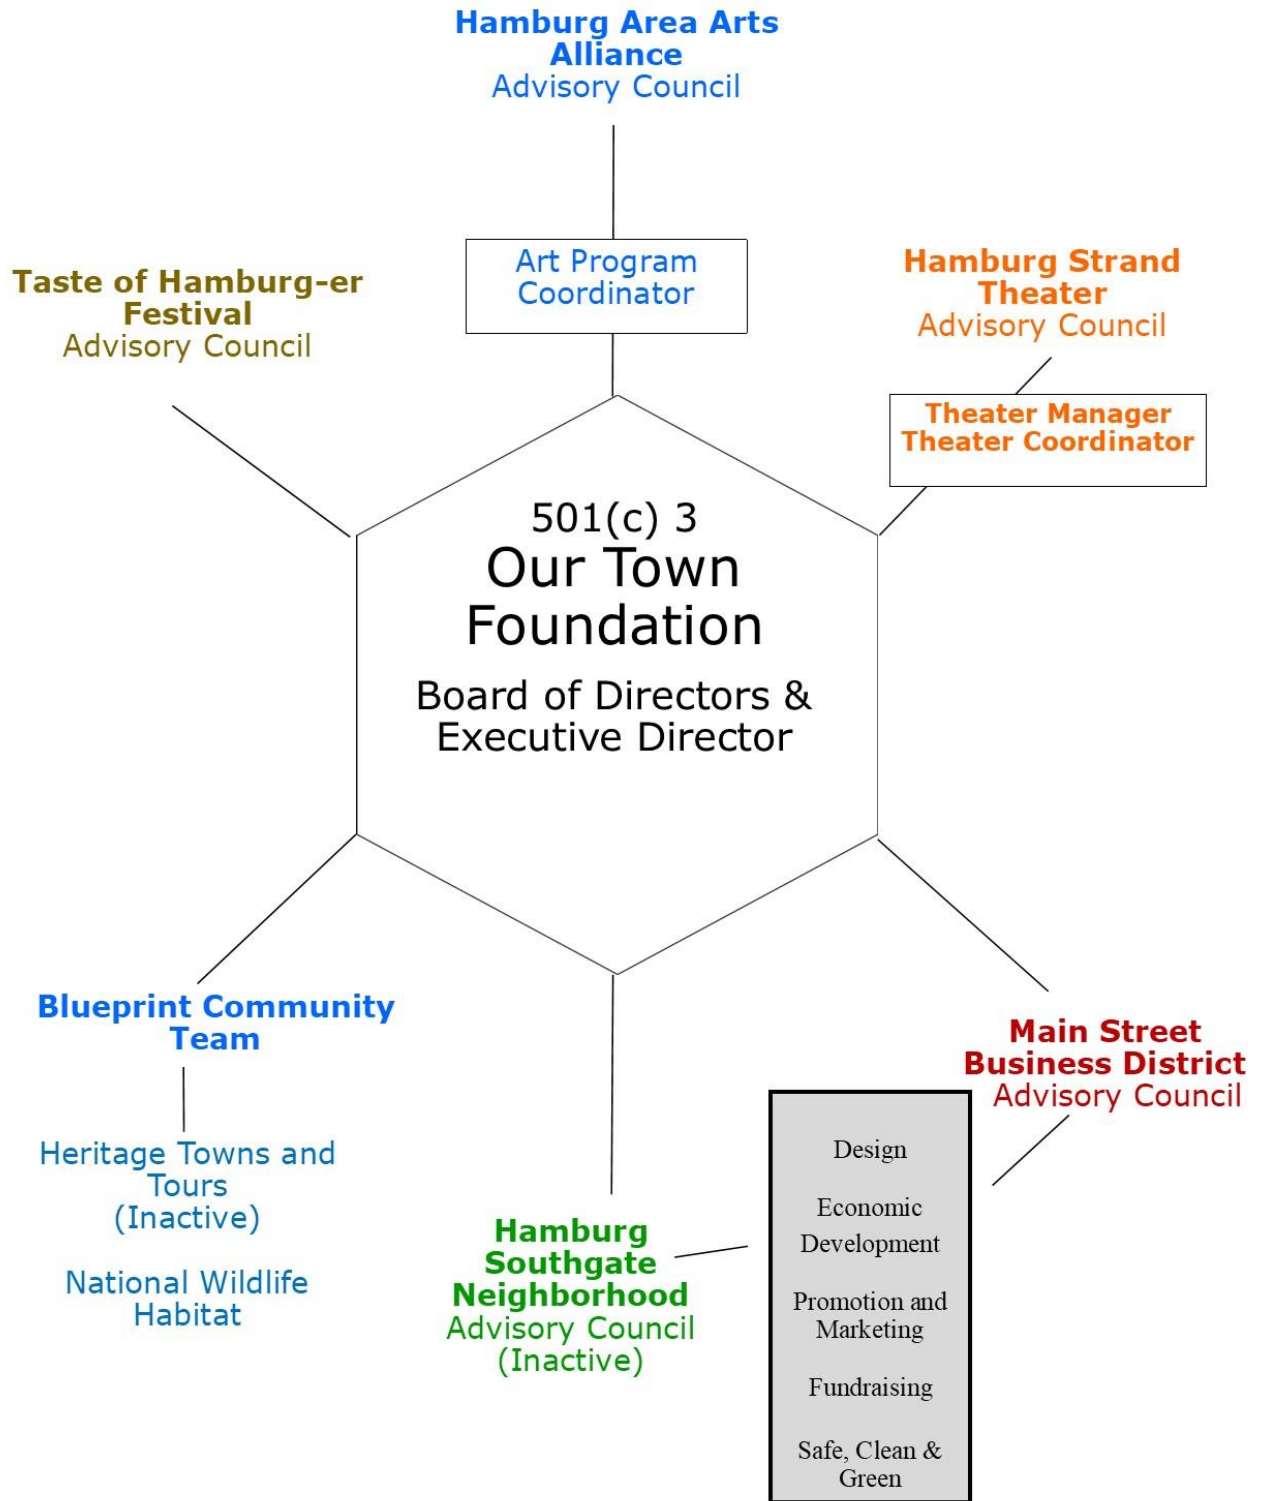 Hamburg Area Arts
Alliance
Advisory Council
Art Program
Coordinator
Taste of Hamburg-er
Festival
Advisory Council
Hamburg Strand
Theater
Advisory Council
Theater Manager
Theater Coordinator
501(c) 3
Our Town
Foundation
Board of Directors &
Executive Director
Blueprint Community
Team
Heritage Towns and
Tours
(Inactive)
National Wildlife
Habitat
Hamburg
Southgate
Neighborhood
Advisory Council
(Inactive)
Main Street
Business District
Advisory Council
Design
Economic
Development
Promotion and
Marketing
Fundraising
Safe, Clean &
Green